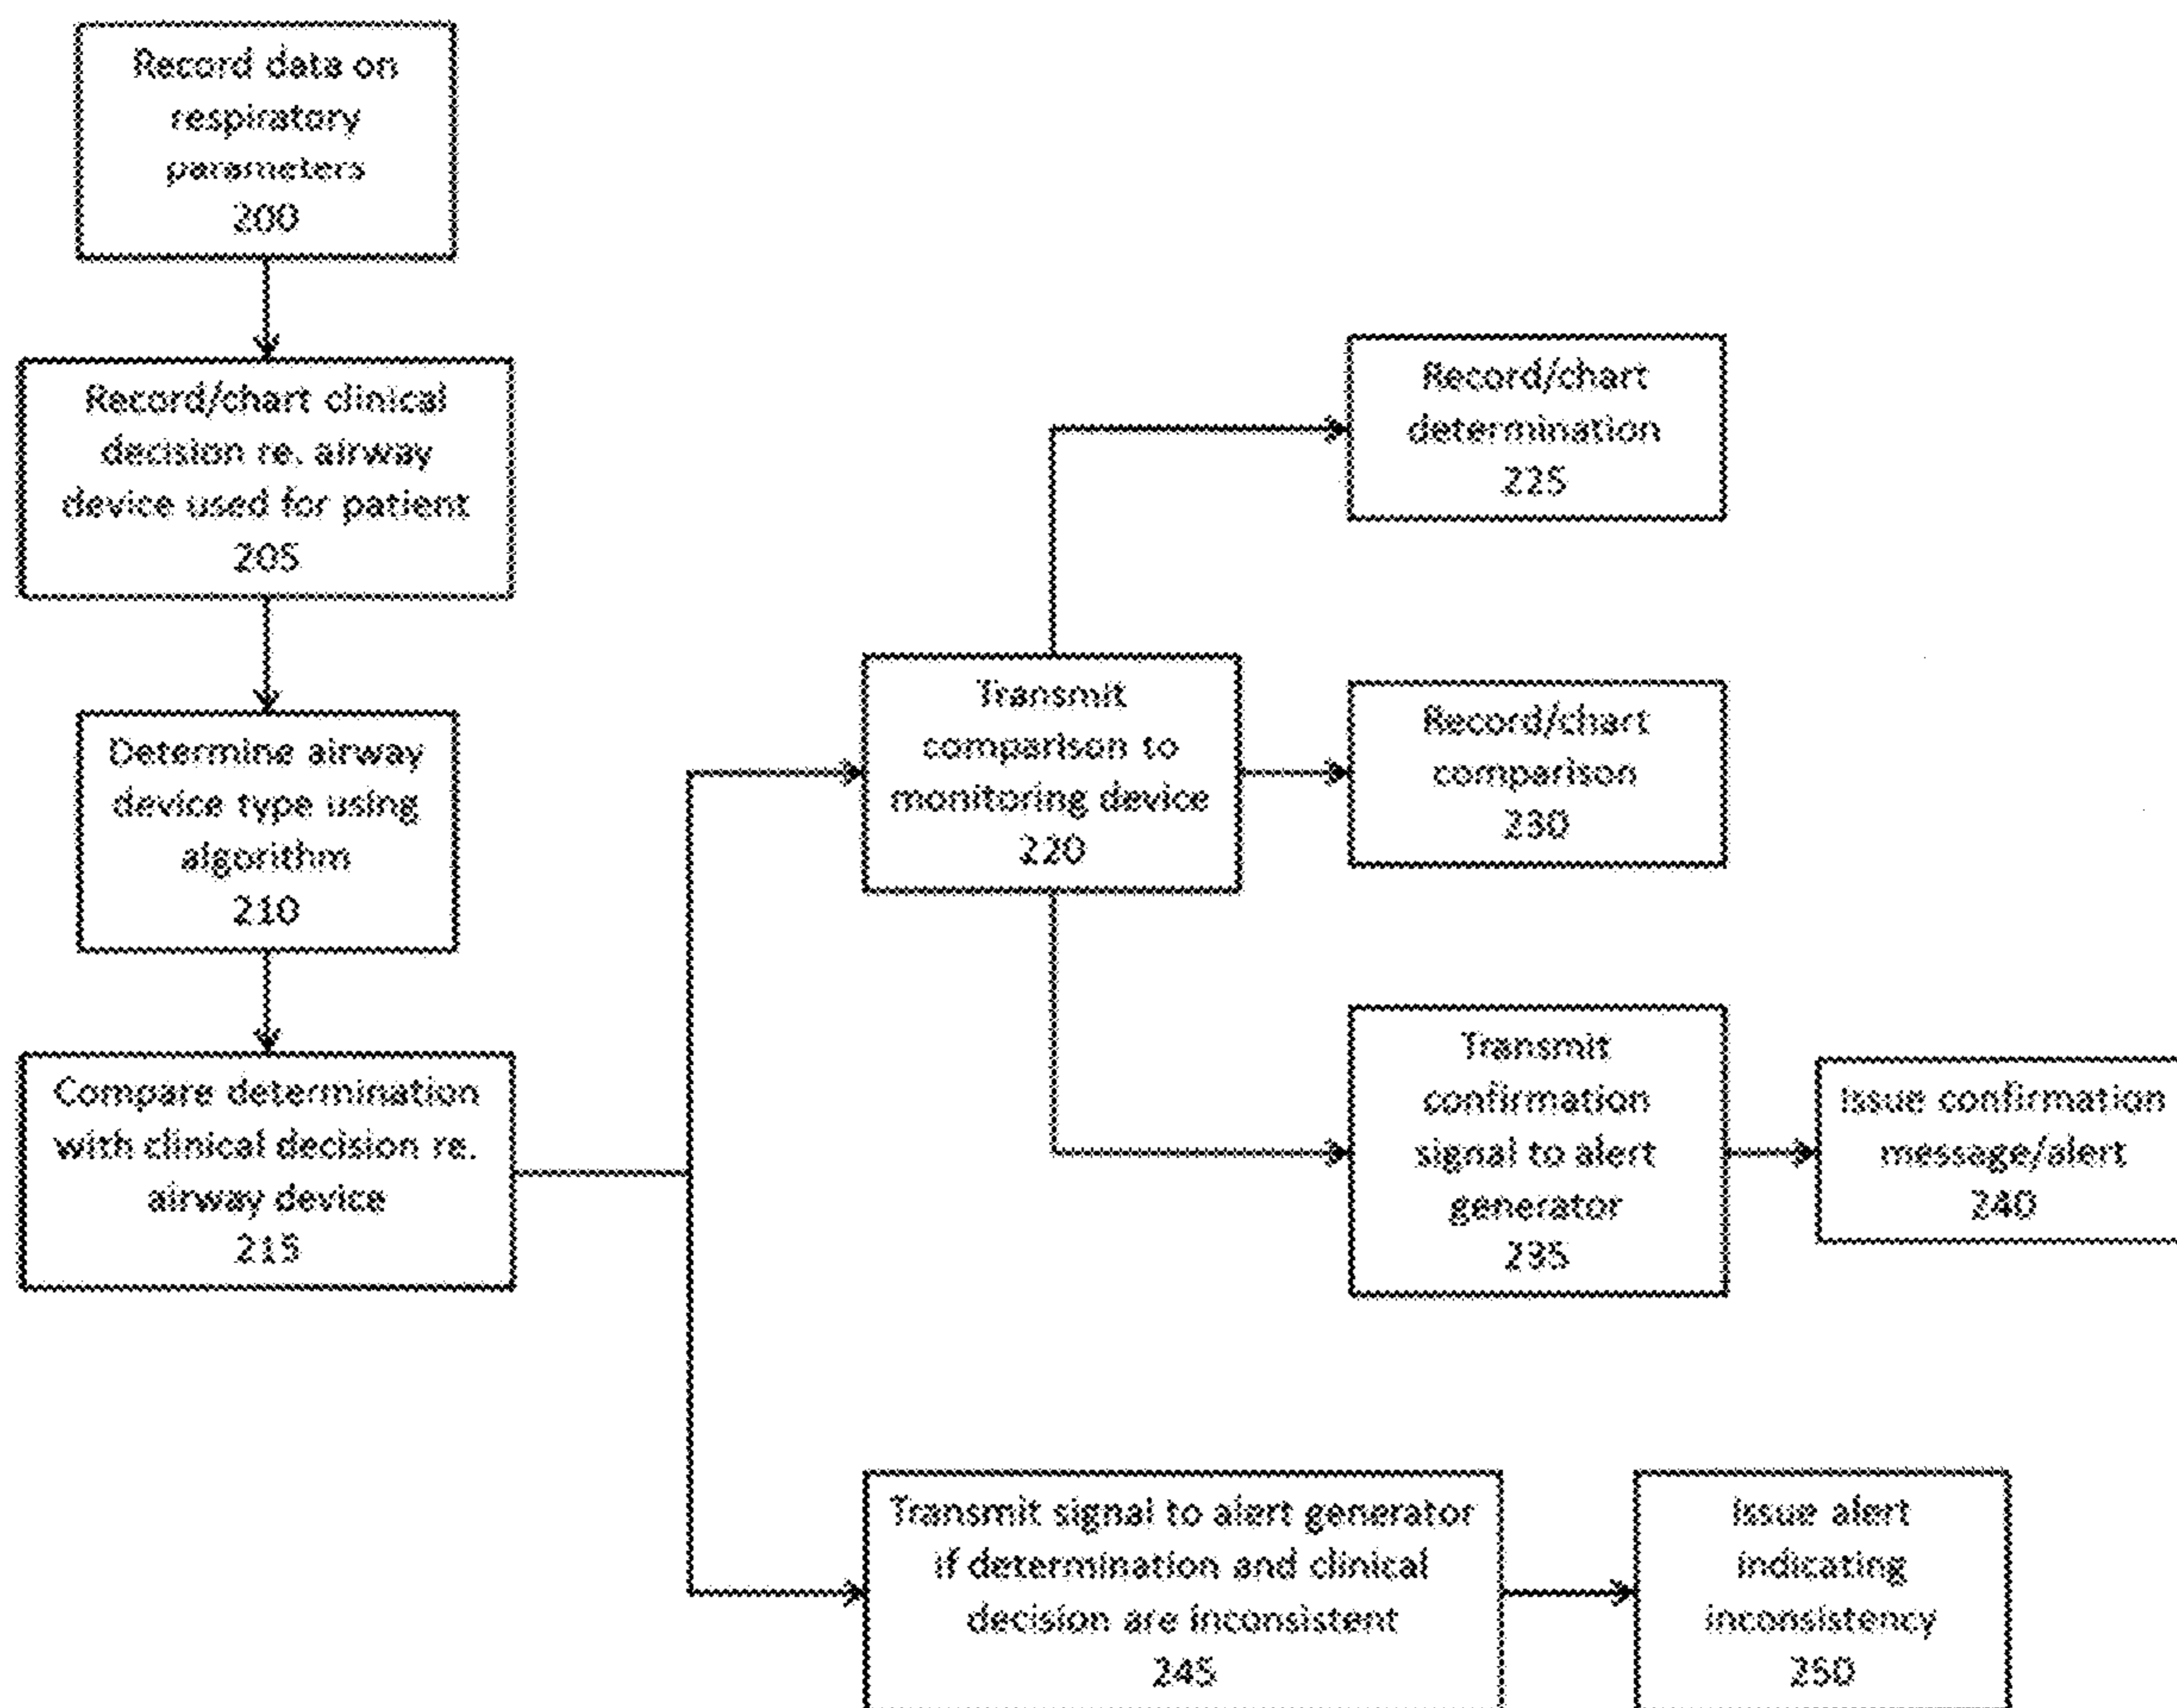 Record data on
respiratory
parameters
200
Record/chart clinical
decision re. airway
device used for patient
205
Determine airway
device type using
algorithm
210
Compare determination
with clinical decision re.
airway device
215
Transmit
comparison to
monitoring device
220
Record/chart
determination
225
Record/chart
comparison
230
Transmit
confirmation
signal to alert
generator
235
Issue confirmation
message/alert
240
Transmit signal to alert generator
if determination and clinical
decision are inconsistent
245
Issue alert
indicating
inconsistency
250